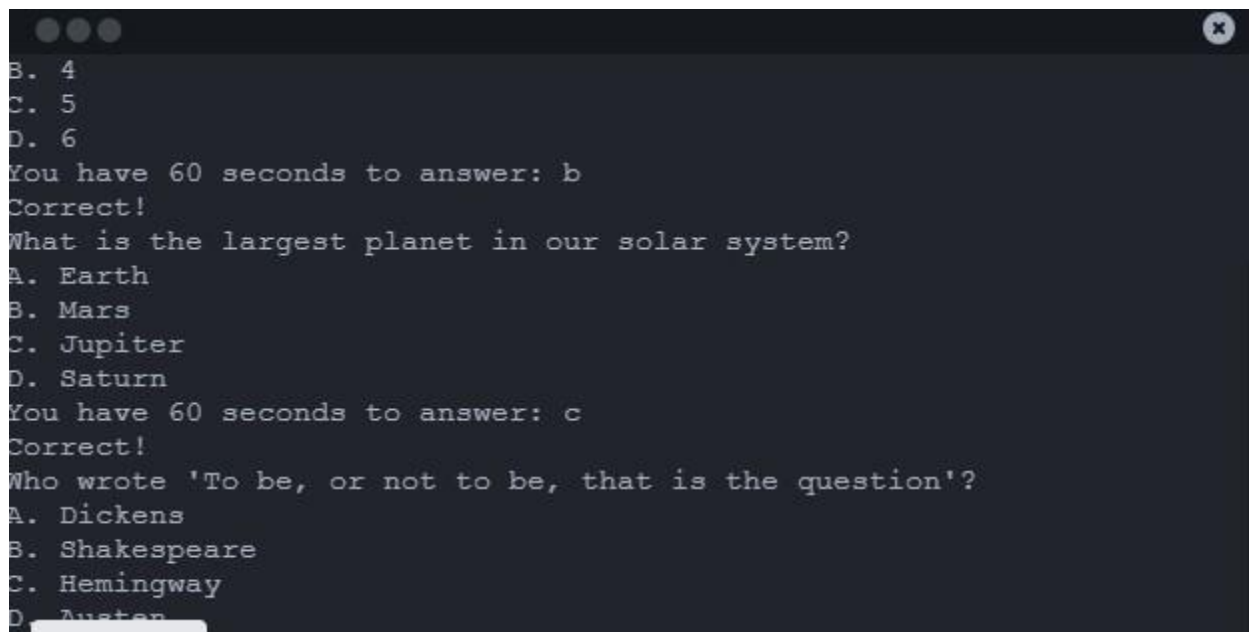 B. 4
C. 5
D. 6
You have 60 seconds to answer: b
Correct!
What is the largest planet in our solar system?
A. Earth
B. Mars
C. Jupiter
D. Saturn
You have 60 seconds to answer: c
Correct!
Who wrote 'To be, or not to be, that is the question'?
A. Dickens
B. Shakespeare
C. Hemingway
D. Austen